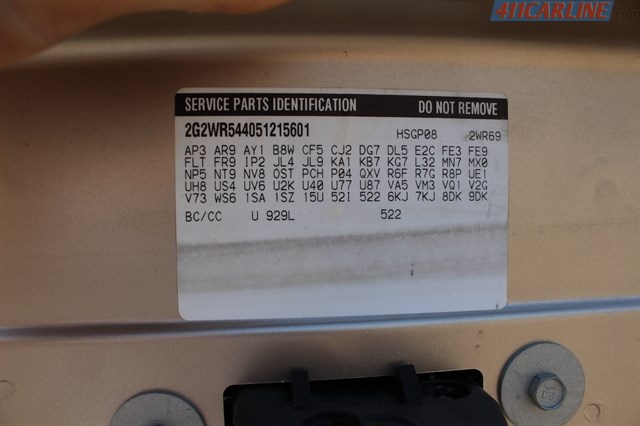 411CARLINE.com
SERVICE PARTS IDENTIFICATION DO NOT REMOVE
2G2WR544051215601 HSGP08 2WR69
AP3 AR9 AY1 B8W CF5 CJ2 DG7 DL5 E2C FE3 FE9
FLT FR9 IP2 JL4 JL9 KA1 KB7 KG7 L32 MN7 MX0
NP5 NT9 NV8 OST PCH P04 QXV R6F R7G R8P UE1
UH8 US4 UV6 U2K U40 U77 U87 VA5 VM3 VQ1 V2G
V73 WS6 1SA 1SZ 15U 52I 522 6KJ 7KJ 8DK 9DK
BC/CC U 929L 522